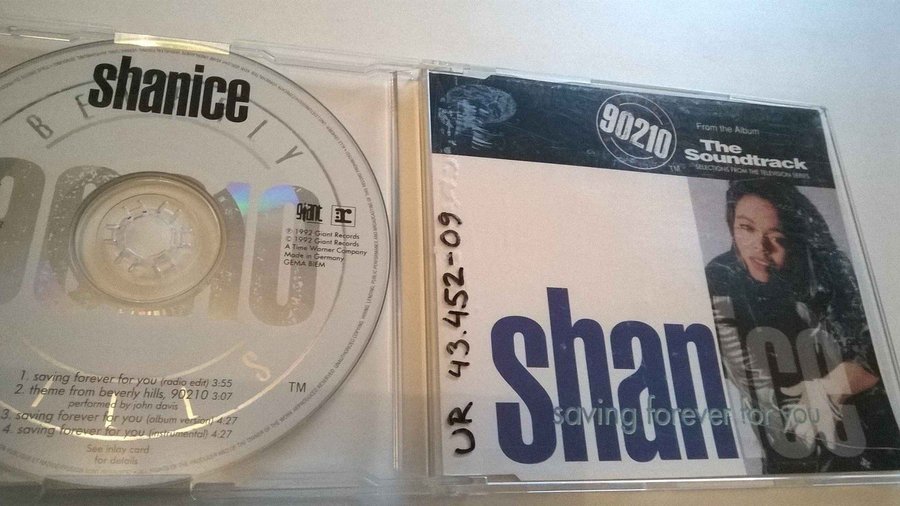 shanice
BEVERLY
90210
HILLS
giant
℗ 1992 Giant Records
© 1992 Giant Records
A Time Warner Company
Made in Germany
GEMA BIEM
TM
1. saving forever for you (radio edit) 3:55
2. theme from beverly hills, 90210 3:07
performed by john davis
3. saving forever for you (album version) 4:27
4. saving forever for you (instrumental) 4:27
See inlay card
for details
90210
TM
From the Album
The
Soundtrack
SELECTIONS FROM THE TELEVISION SERIES
UR 43.452-09
shanice
saving forever for you